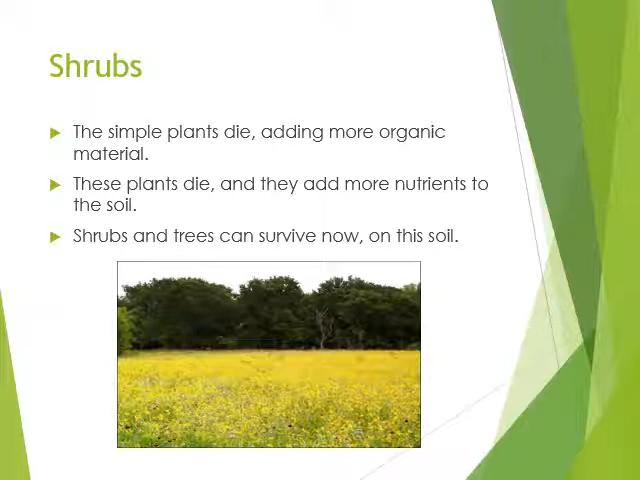 Shrubs
The simple plants die, adding more organic
material.
These plants die, and they add more nutrients to
the soil.
Shrubs and trees can survive now, on this soil.